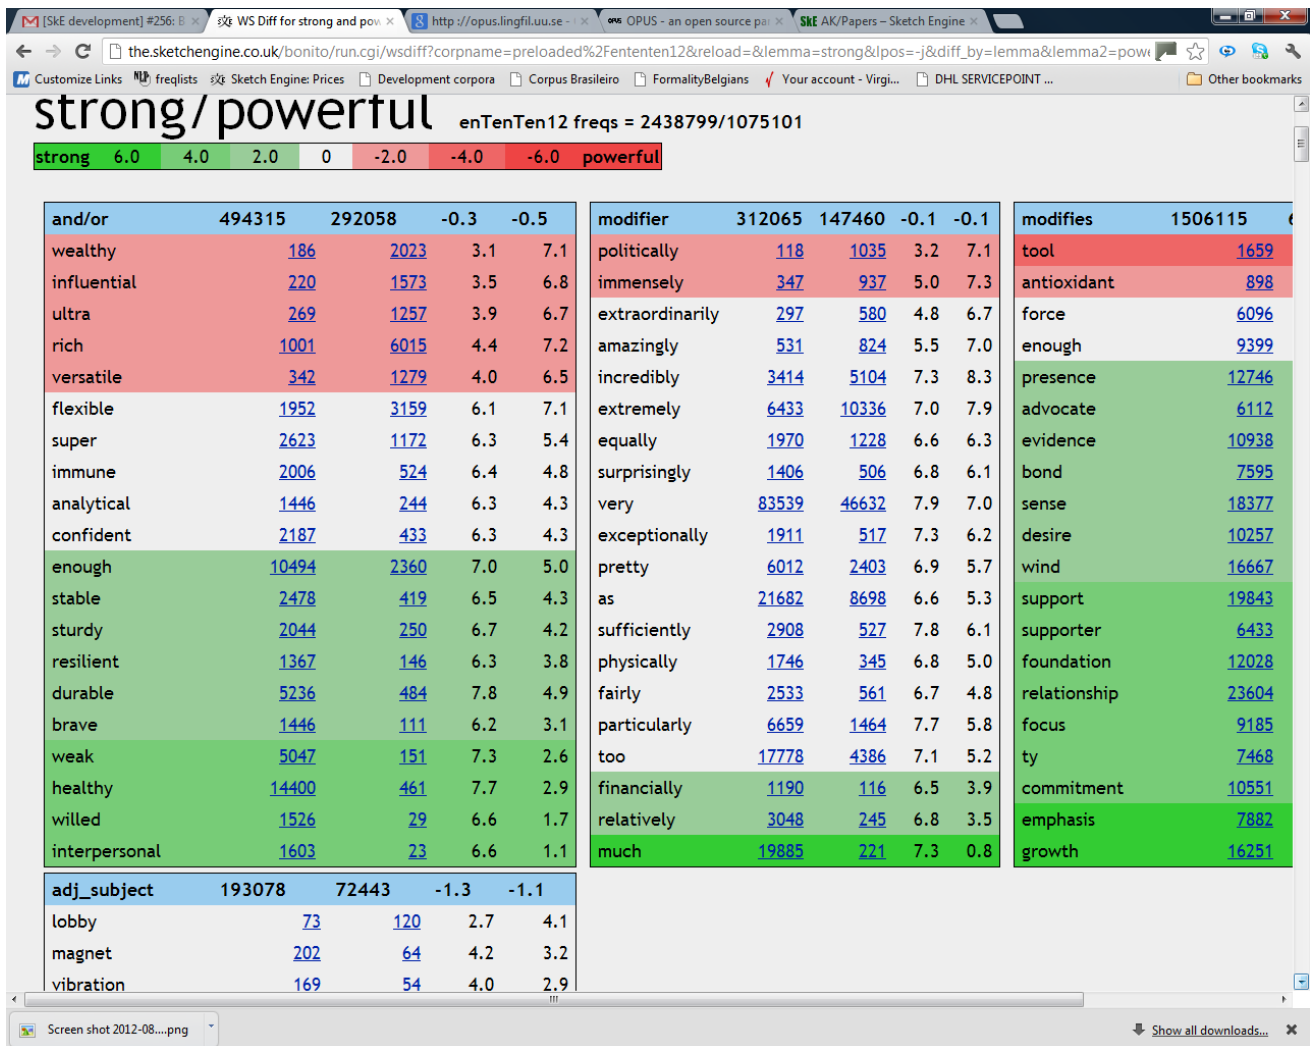 [SkE development] #256: B
WS Diff for strong and pow
http://opus.lingfil.uu.se -
OPUS - an open source par
SkE AK/Papers – Sketch Engine
the.sketchengine.co.uk/bonito/run.cgi/wsdiff?corpname=preloaded%2Fententen12&reload=&lemma=strong&lpos=-j&diff_by=lemma&lemma2=powe
Customize Links freqlists Sketch Engine: Prices Development corpora Corpus Brasileiro FormalityBelgians Your account - Virgi... DHL SERVICEPOINT ... Other bookmarks
strong/powerful enTenTen12 freqs = 2438799/1075101
strong 6.0 4.0 2.0 0 -2.0 -4.0 -6.0 powerful
and/or 494315 292058 -0.3 -0.5
wealthy 186 2023 3.1 7.1
influential 220 1573 3.5 6.8
ultra 269 1257 3.9 6.7
rich 1001 6015 4.4 7.2
versatile 342 1279 4.0 6.5
flexible 1952 3159 6.1 7.1
super 2623 1172 6.3 5.4
immune 2006 524 6.4 4.8
analytical 1446 244 6.3 4.3
confident 2187 433 6.3 4.3
enough 10494 2360 7.0 5.0
stable 2478 419 6.5 4.3
sturdy 2044 250 6.7 4.2
resilient 1367 146 6.3 3.8
durable 5236 484 7.8 4.9
brave 1446 111 6.2 3.1
weak 5047 151 7.3 2.6
healthy 14400 461 7.7 2.9
willed 1526 29 6.6 1.7
interpersonal 1603 23 6.6 1.1
adj_subject 193078 72443 -1.3 -1.1
lobby 73 120 2.7 4.1
magnet 202 64 4.2 3.2
vibration 169 54 4.0 2.9
modifier 312065 147460 -0.1 -0.1
politically 118 1035 3.2 7.1
immensely 347 937 5.0 7.3
extraordinarily 297 580 4.8 6.7
amazingly 531 824 5.5 7.0
incredibly 3414 5104 7.3 8.3
extremely 6433 10336 7.0 7.9
equally 1970 1228 6.6 6.3
surprisingly 1406 506 6.8 6.1
very 83539 46632 7.9 7.0
exceptionally 1911 517 7.3 6.2
pretty 6012 2403 6.9 5.7
as 21682 8698 6.6 5.3
sufficiently 2908 527 7.8 6.1
physically 1746 345 6.8 5.0
fairly 2533 561 6.7 4.8
particularly 6659 1464 7.7 5.8
too 17778 4386 7.1 5.2
financially 1190 116 6.5 3.9
relatively 3048 245 6.8 3.5
much 19885 221 7.3 0.8
modifies 1506115
tool 1659
antioxidant 898
force 6096
enough 9399
presence 12746
advocate 6112
evidence 10938
bond 7595
sense 18377
desire 10257
wind 16667
support 19843
supporter 6433
foundation 12028
relationship 23604
focus 9185
ty 7468
commitment 10551
emphasis 7882
growth 16251
Screen shot 2012-08....png
Show all downloads...